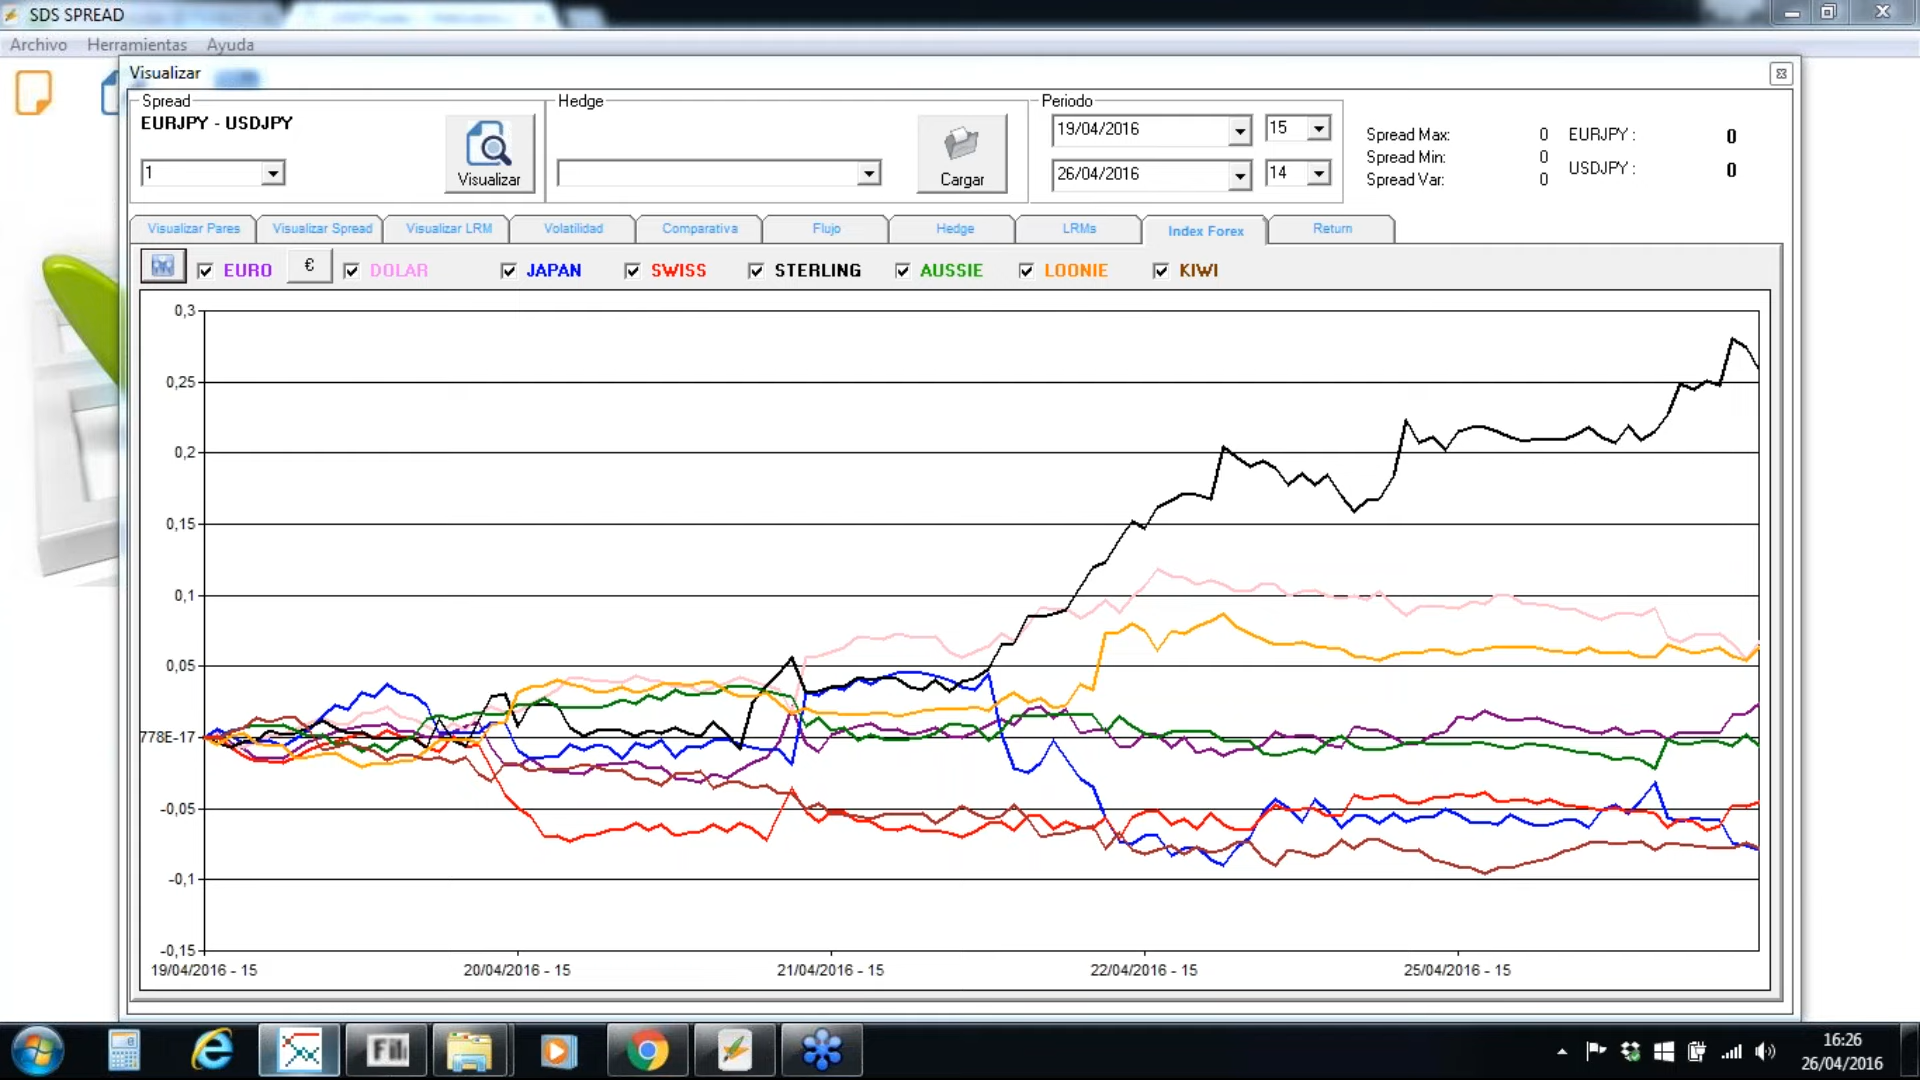 SDS SPREAD
Archivo Herramientas Ayuda
Visualizar
Spread
EURJPY - USDJPY
1
Visualizar
Hedge
Cargar
Periodo
19/04/2016 15
26/04/2016 14
Spread Max: 0 EURJPY : 0
Spread Min: 0
Spread Var: 0 USDJPY : 0
Visualizar Pares Visualizar Spread Visualizar LRM Volatilidad Comparativa Flujo Hedge LRMs Index Forex Return
EURO € DOLAR JAPAN SWISS STERLING AUSSIE LOONIE KIWI
0,3
0,25
0,2
0,15
0,1
0,05
778E-17
-0,05
-0,1
-0,15
19/04/2016 - 15 20/04/2016 - 15 21/04/2016 - 15 22/04/2016 - 15 25/04/2016 - 15
16:26
26/04/2016